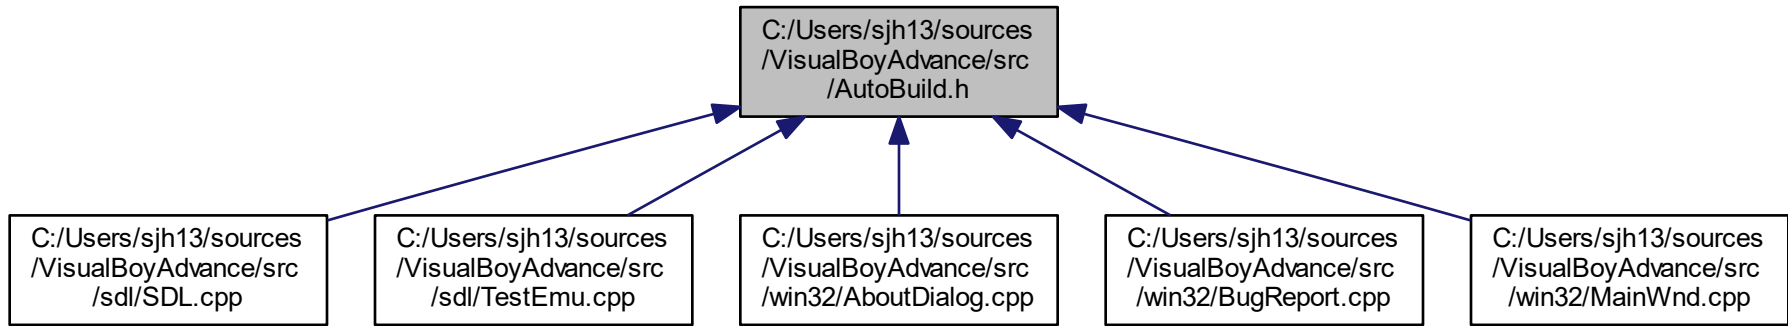 C:/Users/sjh13/sources
/VisualBoyAdvance/src
/AutoBuild.h
C:/Users/sjh13/sources
/VisualBoyAdvance/src
/sdl/SDL.cpp
C:/Users/sjh13/sources
/VisualBoyAdvance/src
/sdl/TestEmu.cpp
C:/Users/sjh13/sources
/VisualBoyAdvance/src
/win32/AboutDialog.cpp
C:/Users/sjh13/sources
/VisualBoyAdvance/src
/win32/BugReport.cpp
C:/Users/sjh13/sources
/VisualBoyAdvance/src
/win32/MainWnd.cpp